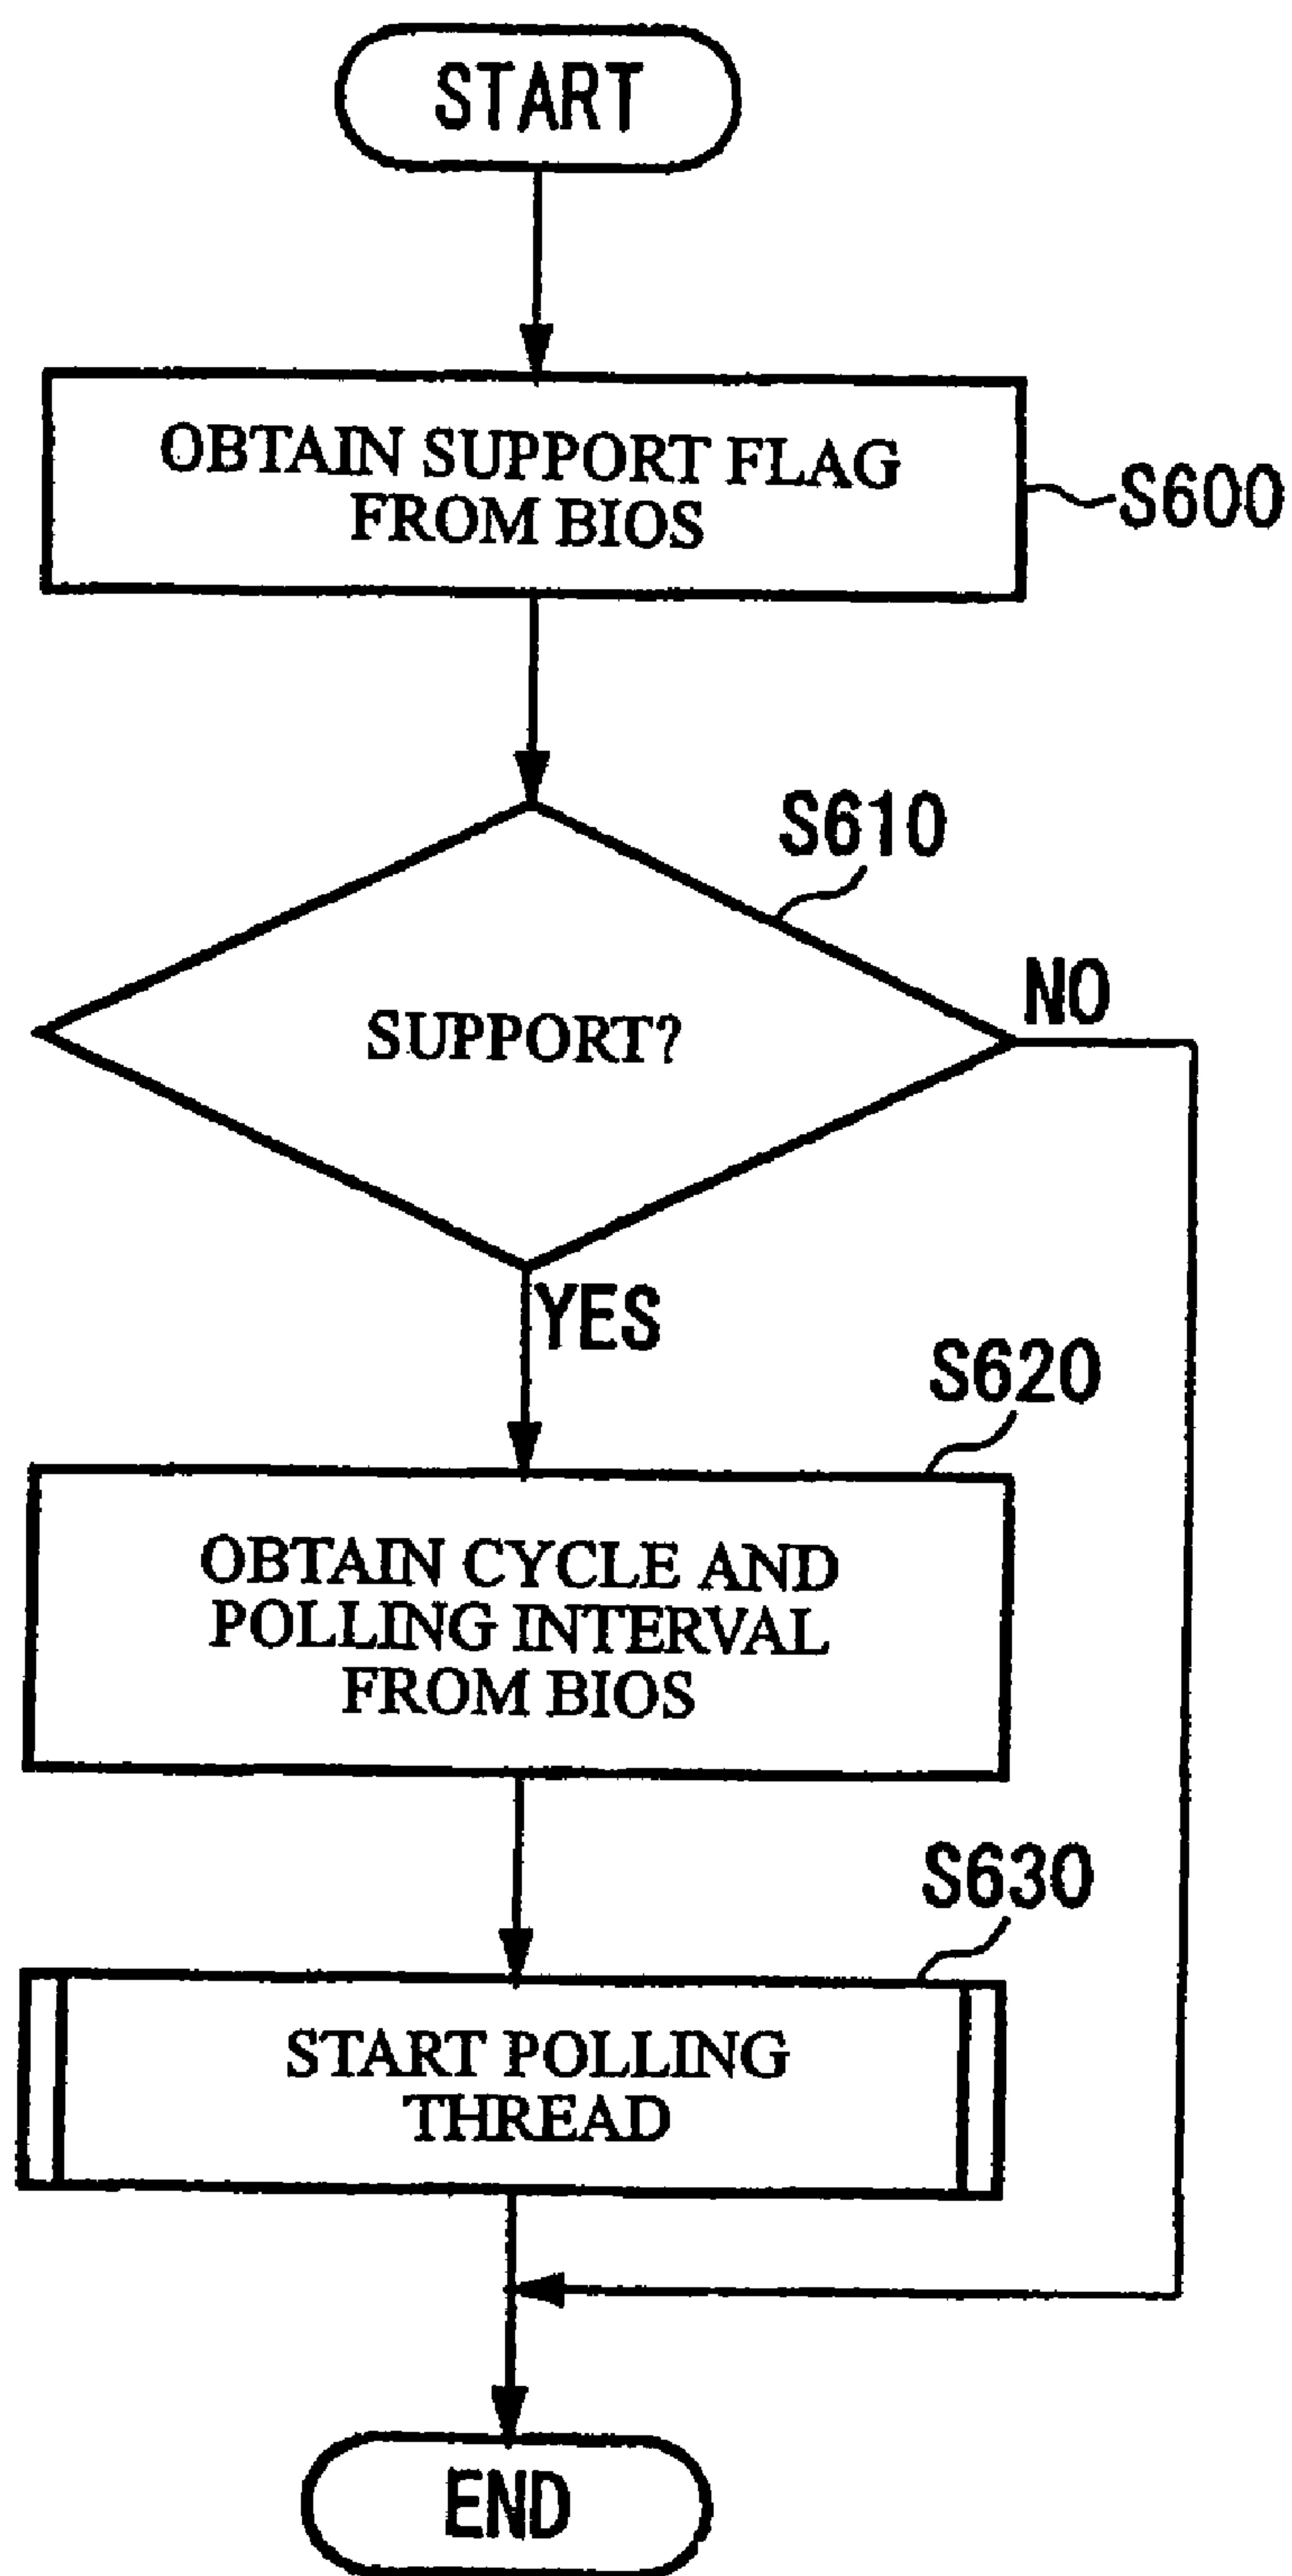 START
OBTAIN SUPPORT FLAG
FROM BIOS
S600
S610
SUPPORT?
NO
YES
S620
OBTAIN CYCLE AND
POLLING INTERVAL
FROM BIOS
S630
START POLLING
THREAD
END